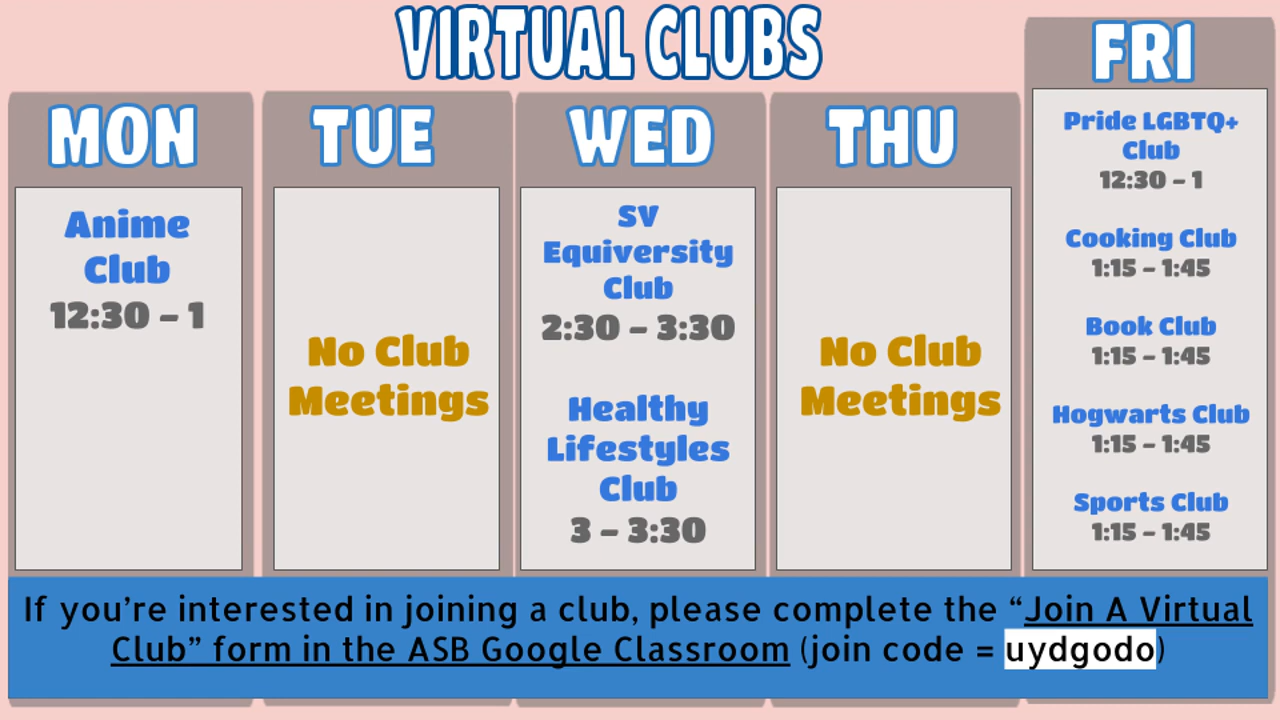 VIRTUAL CLUBS
MON
Anime
Club
12:30 – 1
TUE
No Club
Meetings
WED
SV
Equiversity
Club
2:30 – 3:30
Healthy
Lifestyles
Club
3 – 3:30
THU
No Club
Meetings
FRI
Pride LGBTQ+
Club
12:30 – 1
Cooking Club
1:15 – 1:45
Book Club
1:15 – 1:45
Hogwarts Club
1:15 – 1:45
Sports Club
1:15 – 1:45
If you’re interested in joining a club, please complete the “Join A Virtual
Club” form in the ASB Google Classroom (join code = uydgodo)